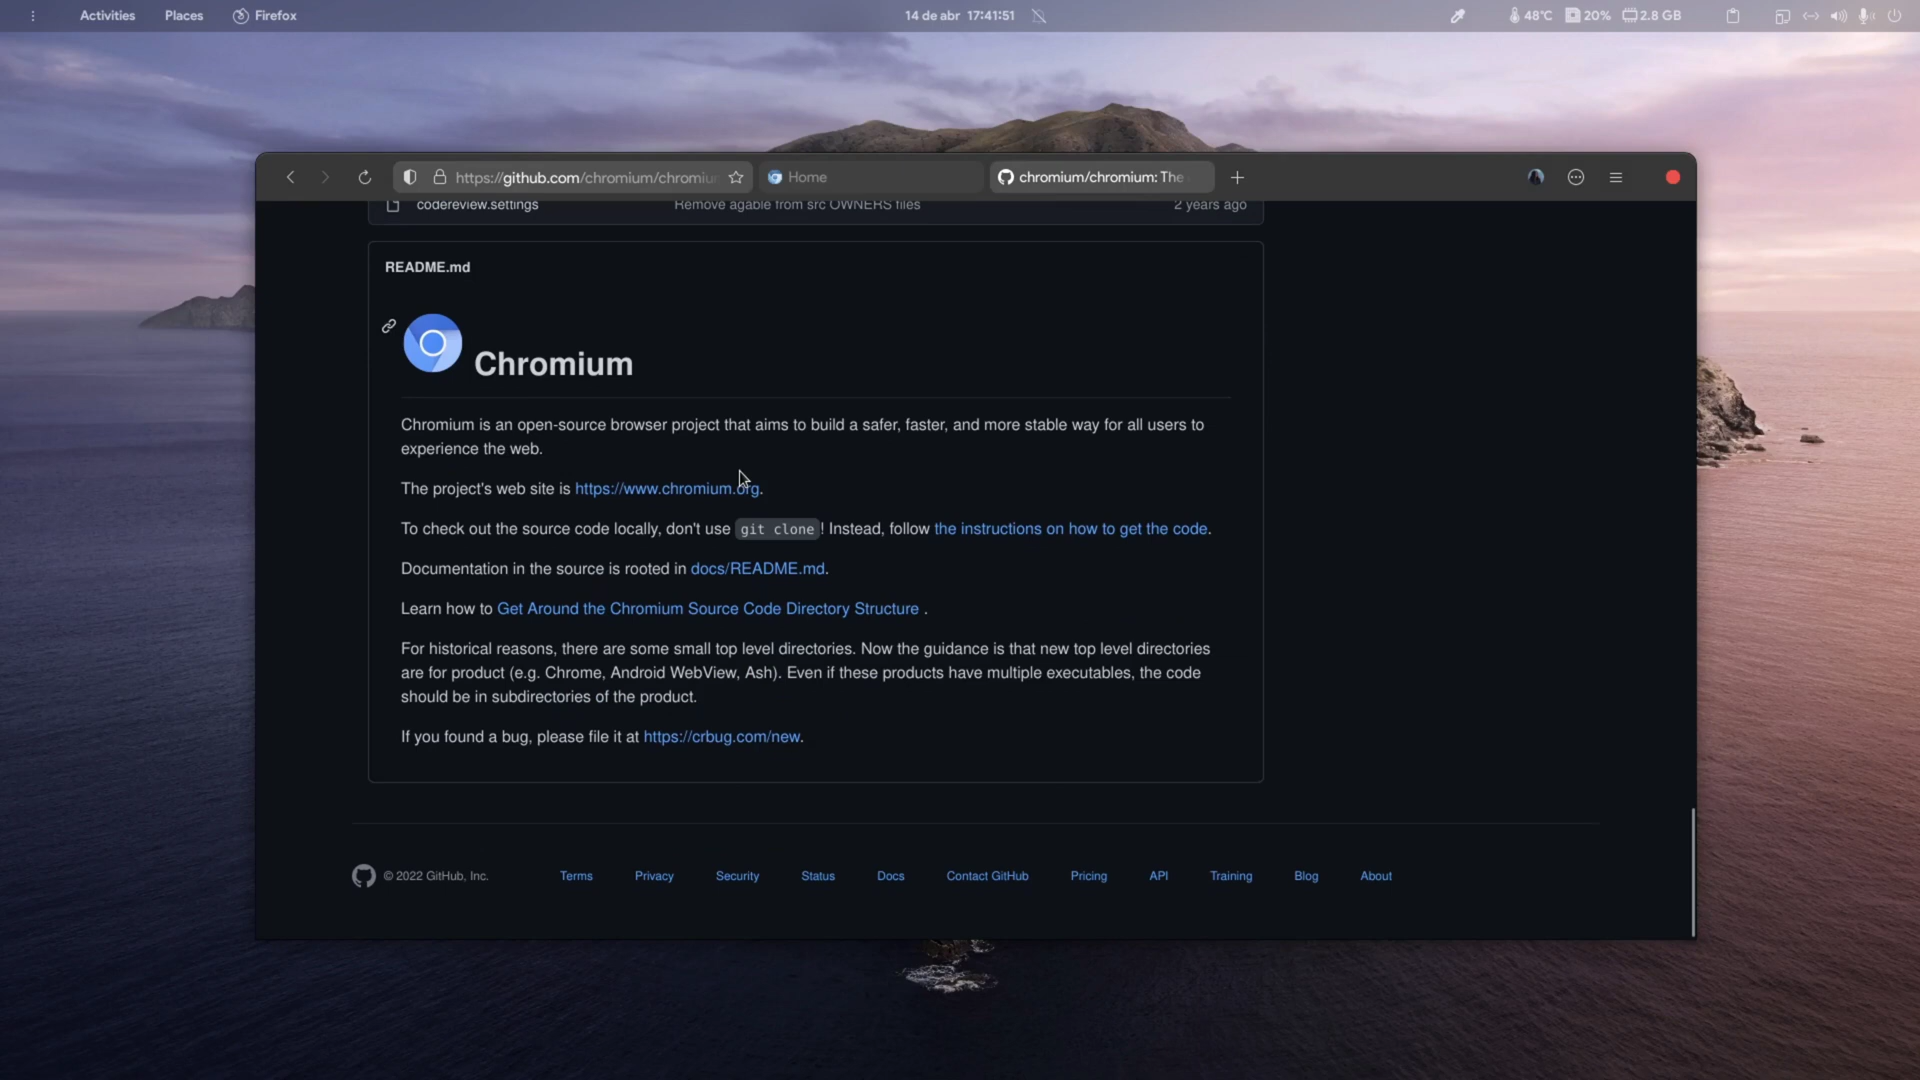 Activities Places Firefox 14 de abr 17:41:51 48°C 20% 2.8 GB
https://github.com/chromium/chromiu Home chromium/chromium: The
codereview.settings Remove agable from src OWNERS files 2 years ago
README.md
Chromium
Chromium is an open-source browser project that aims to build a safer, faster, and more stable way for all users to
experience the web.
The project's web site is https://www.chromium.org.
To check out the source code locally, don't use git clone! Instead, follow the instructions on how to get the code.
Documentation in the source is rooted in docs/README.md.
Learn how to Get Around the Chromium Source Code Directory Structure .
For historical reasons, there are some small top level directories. Now the guidance is that new top level directories
are for product (e.g. Chrome, Android WebView, Ash). Even if these products have multiple executables, the code
should be in subdirectories of the product.
If you found a bug, please file it at https://crbug.com/new.
© 2022 GitHub, Inc. Terms Privacy Security Status Docs Contact GitHub Pricing API Training Blog About